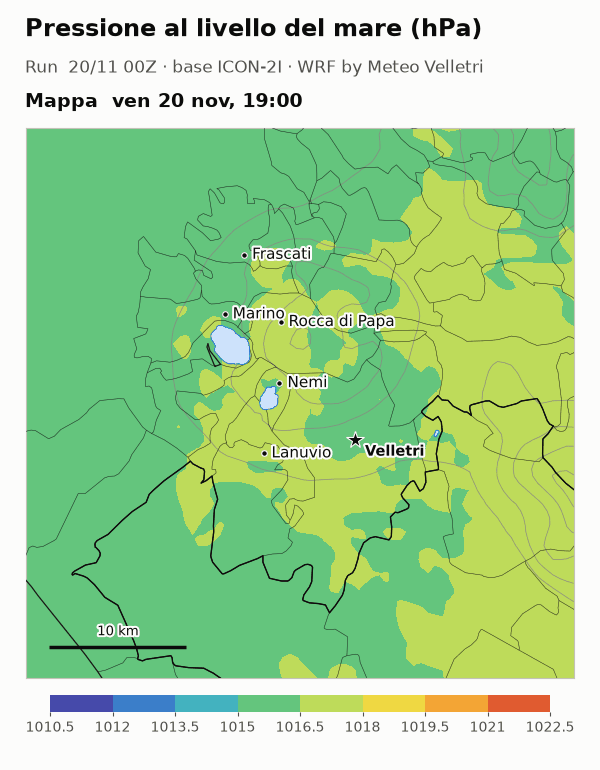 Pressione al livello del mare (hPa)
Run  20/11 00Z · base ICON-2I · WRF by Meteo Velletri
Mappa  ven 20 nov, 19:00
Frascati
Marino
Rocca di Papa
Nemi
Velletri
Lanuvio
10 km
1010.5 1012 1013.5 1015 1016.5 1018 1019.5 1021 1022.5